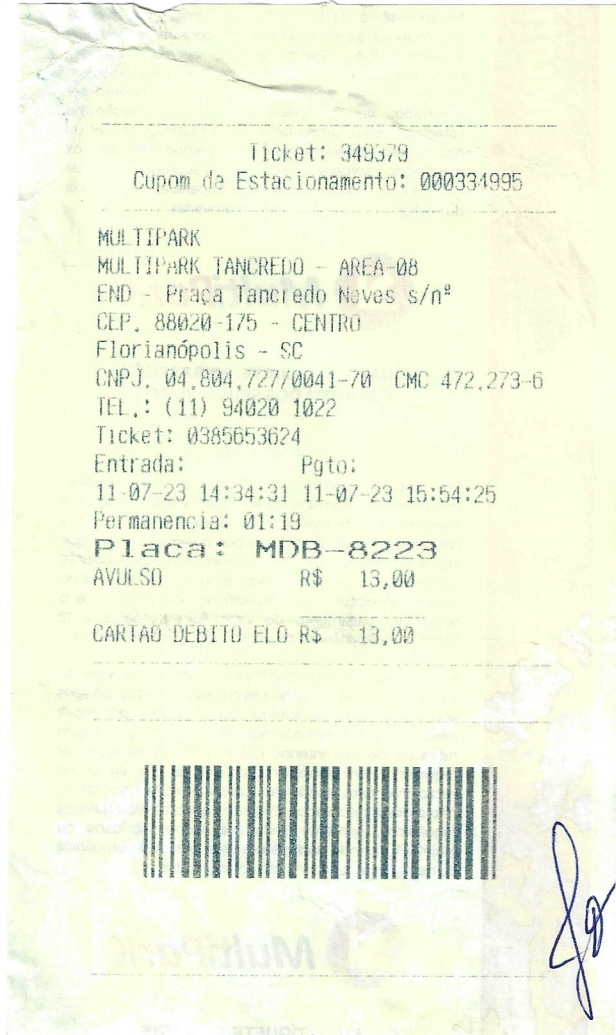 Ticket: 349379
Cupom de Estacionamento: 000334995
MULTIPARK
MULTIPARK TANCREDO - AREA-08
END - Praça Tancredo Neves s/nº
CEP. 88020-175 - CENTRO
Florianópolis - SC
CNPJ. 04.804.727/0041-70 CMC 472.273-6
TEL.: (11) 94020 1022
Ticket: 0385653624
Entrada: Pgto:
11-07-23 14:34:31 11-07-23 15:54:25
Permanencia: 01:19
Placa: MDB-8223
AVULSO R$ 13,00
CARTAO DEBITO ELO R$ 13,00